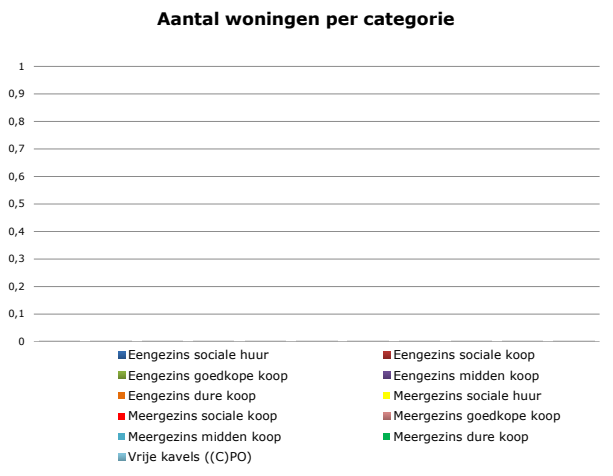 Aantal woningen per categorie
1
0,9
0,8
0,7
0,6
0,5
0,4
0,3
0,2
0,1
0
Eengezins sociale huur
Eengezins sociale koop
Eengezins goedkope koop
Eengezins midden koop
Eengezins dure koop
Meergezins sociale huur
Meergezins sociale koop
Meergezins goedkope koop
Meergezins midden koop
Meergezins dure koop
Vrije kavels ((C)PO)